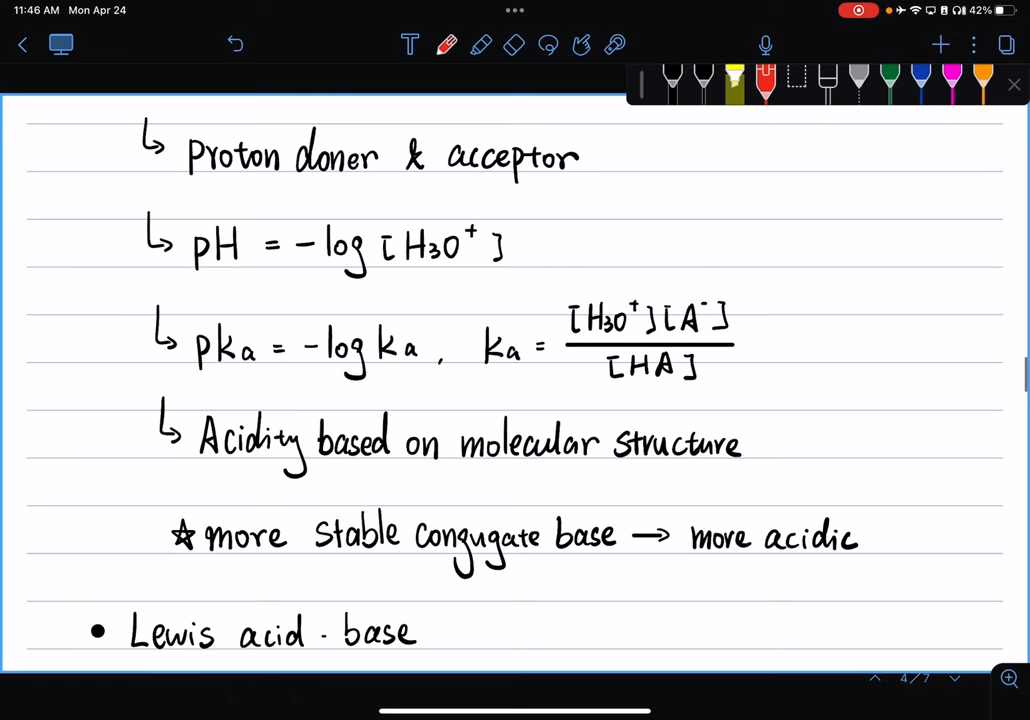 11:46 AM Mon Apr 24
42%
T
↳ Proton doner & acceptor
↳ pH = -log [H₃O⁺]
↳ pka = -log ka , ka = [H₃O⁺][A⁻] / [HA]
↳ Acidity based on molecular structure
☆ more stable congugate base → more acidic
• Lewis acid · base
4/7